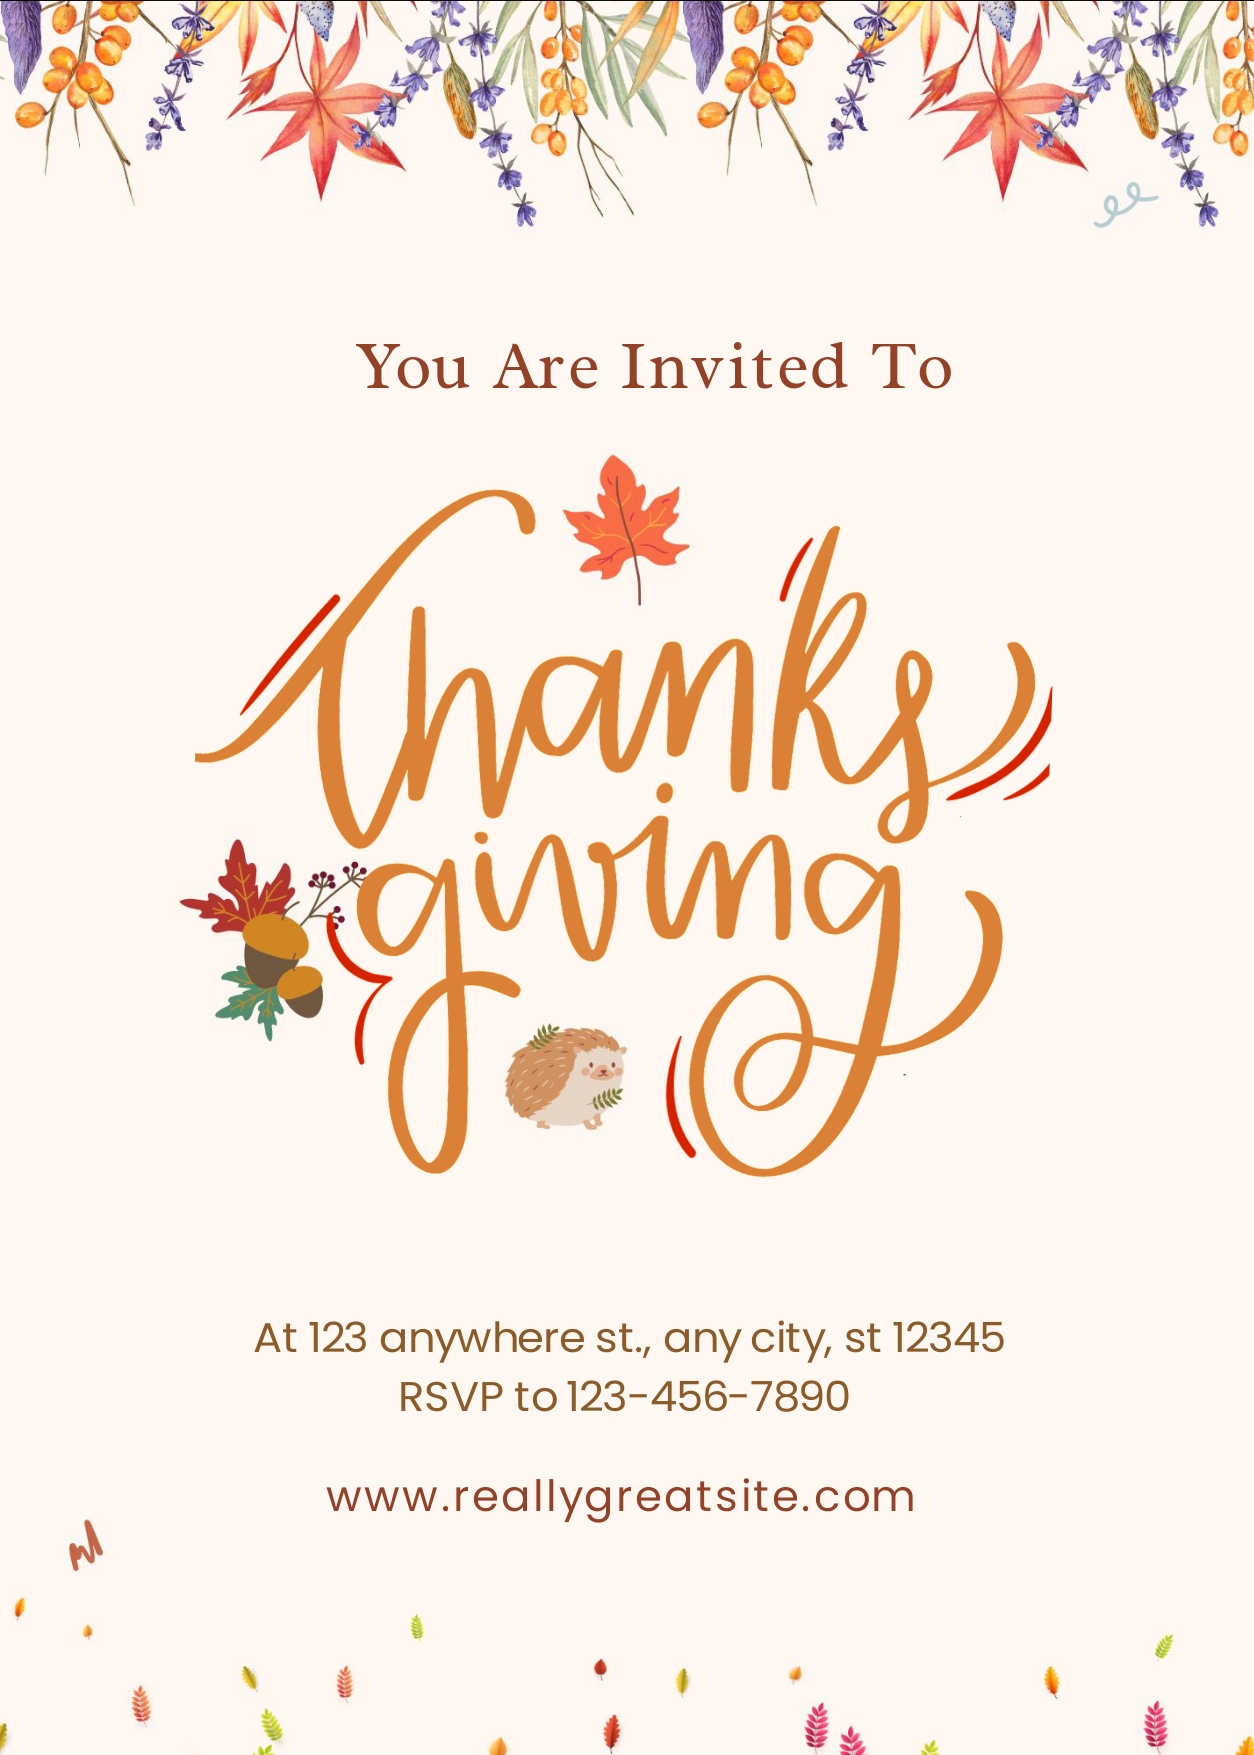 You Are Invited To
Thanks
giving
At 123 anywhere st., any city, st 12345
RSVP to 123-456-7890
www.reallygreatsite.com